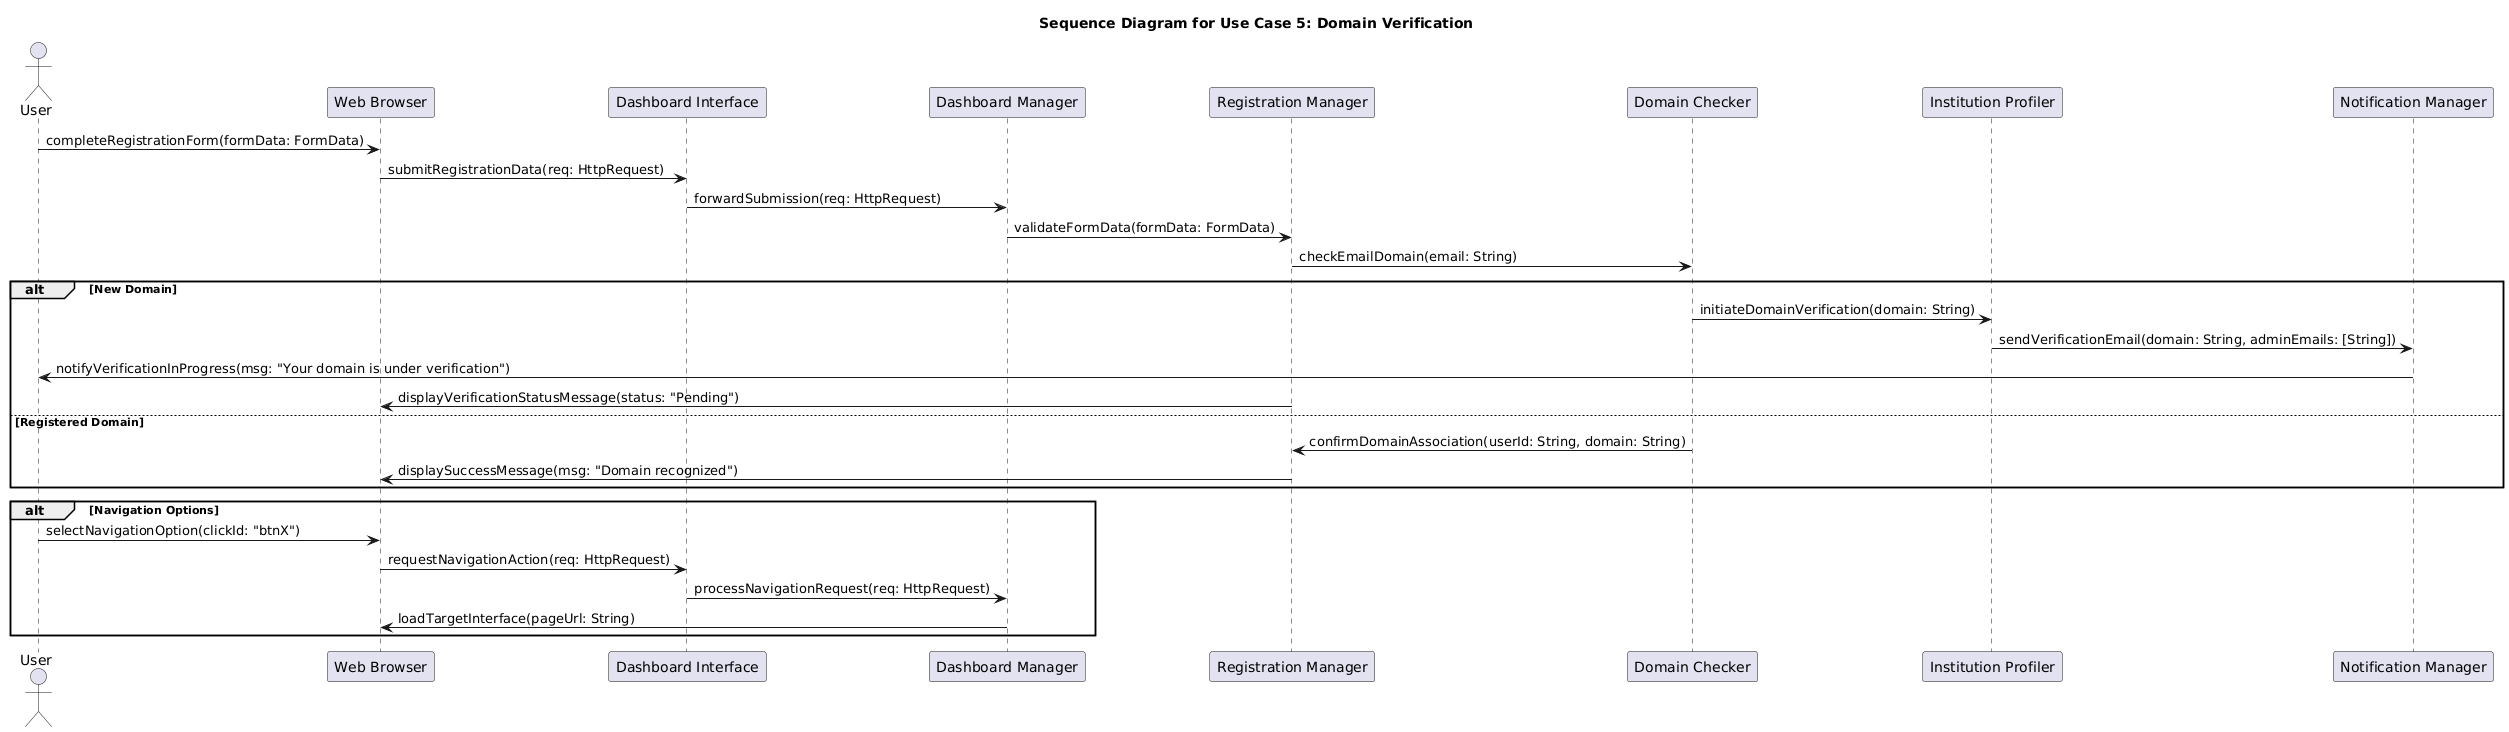 Sequence Diagram for Use Case 5: Domain Verification
User
Web Browser
Dashboard Interface
Dashboard Manager
Registration Manager
Domain Checker
Institution Profiler
Notification Manager
completeRegistrationForm(formData: FormData)
submitRegistrationData(req: HttpRequest)
forwardSubmission(req: HttpRequest)
validateFormData(formData: FormData)
checkEmailDomain(email: String)
alt [New Domain]
initiateDomainVerification(domain: String)
sendVerificationEmail(domain: String, adminEmails: [String])
notifyVerificationInProgress(msg: "Your domain is under verification")
displayVerificationStatusMessage(status: "Pending")
[Registered Domain]
confirmDomainAssociation(userId: String, domain: String)
displaySuccessMessage(msg: "Domain recognized")
alt [Navigation Options]
selectNavigationOption(clickId: "btnX")
requestNavigationAction(req: HttpRequest)
processNavigationRequest(req: HttpRequest)
loadTargetInterface(pageUrl: String)
User
Web Browser
Dashboard Interface
Dashboard Manager
Registration Manager
Domain Checker
Institution Profiler
Notification Manager